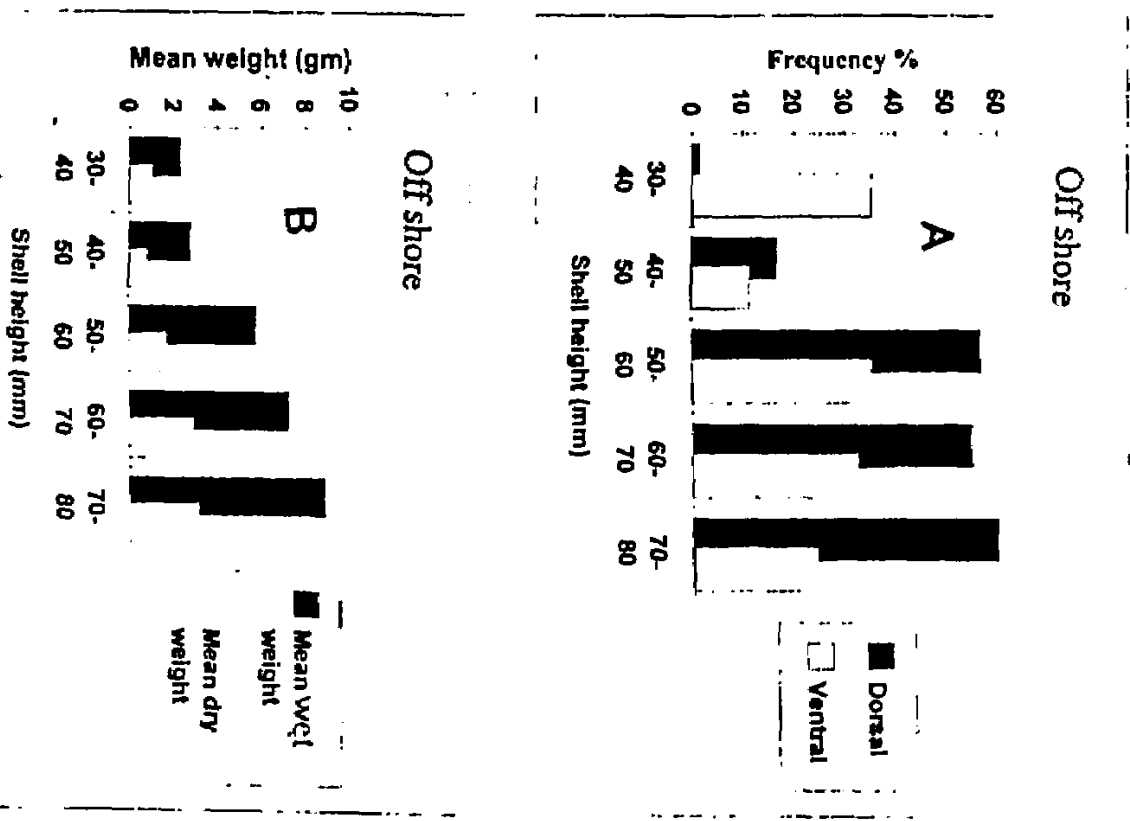 Off shore
A
Frequency %
60
50
40
30
20
10
0
30-
40
40-
50
50-
60
60-
70
70-
80
Shell height (mm)
Dorsal
Ventral
Off shore
B
Mean weight (gm)
10
8
6
4
2
0
30-
40
40-
50
50-
60
60-
70
70-
80
Shell height (mm)
Mean wet
weight
Mean dry
weight